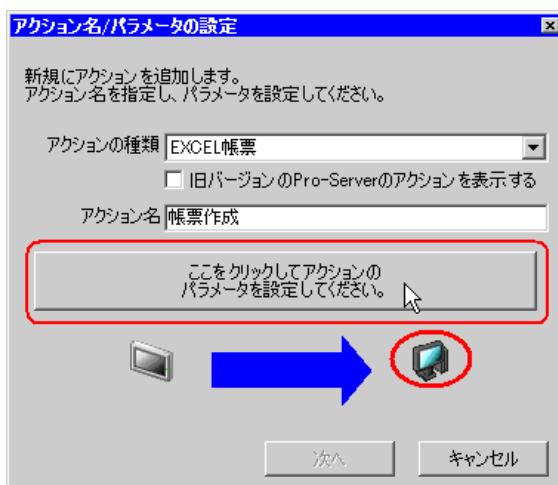 アクション名/パラメータの設定
新規にアクションを追加します。
アクション名を指定し、パラメータを設定してください。
アクションの種類 EXCEL帳票
旧バージョンのPro-Serverのアクションを表示する
アクション名 帳票作成
ここをクリックしてアクションの
パラメータを設定してください。
次へ キャンセル